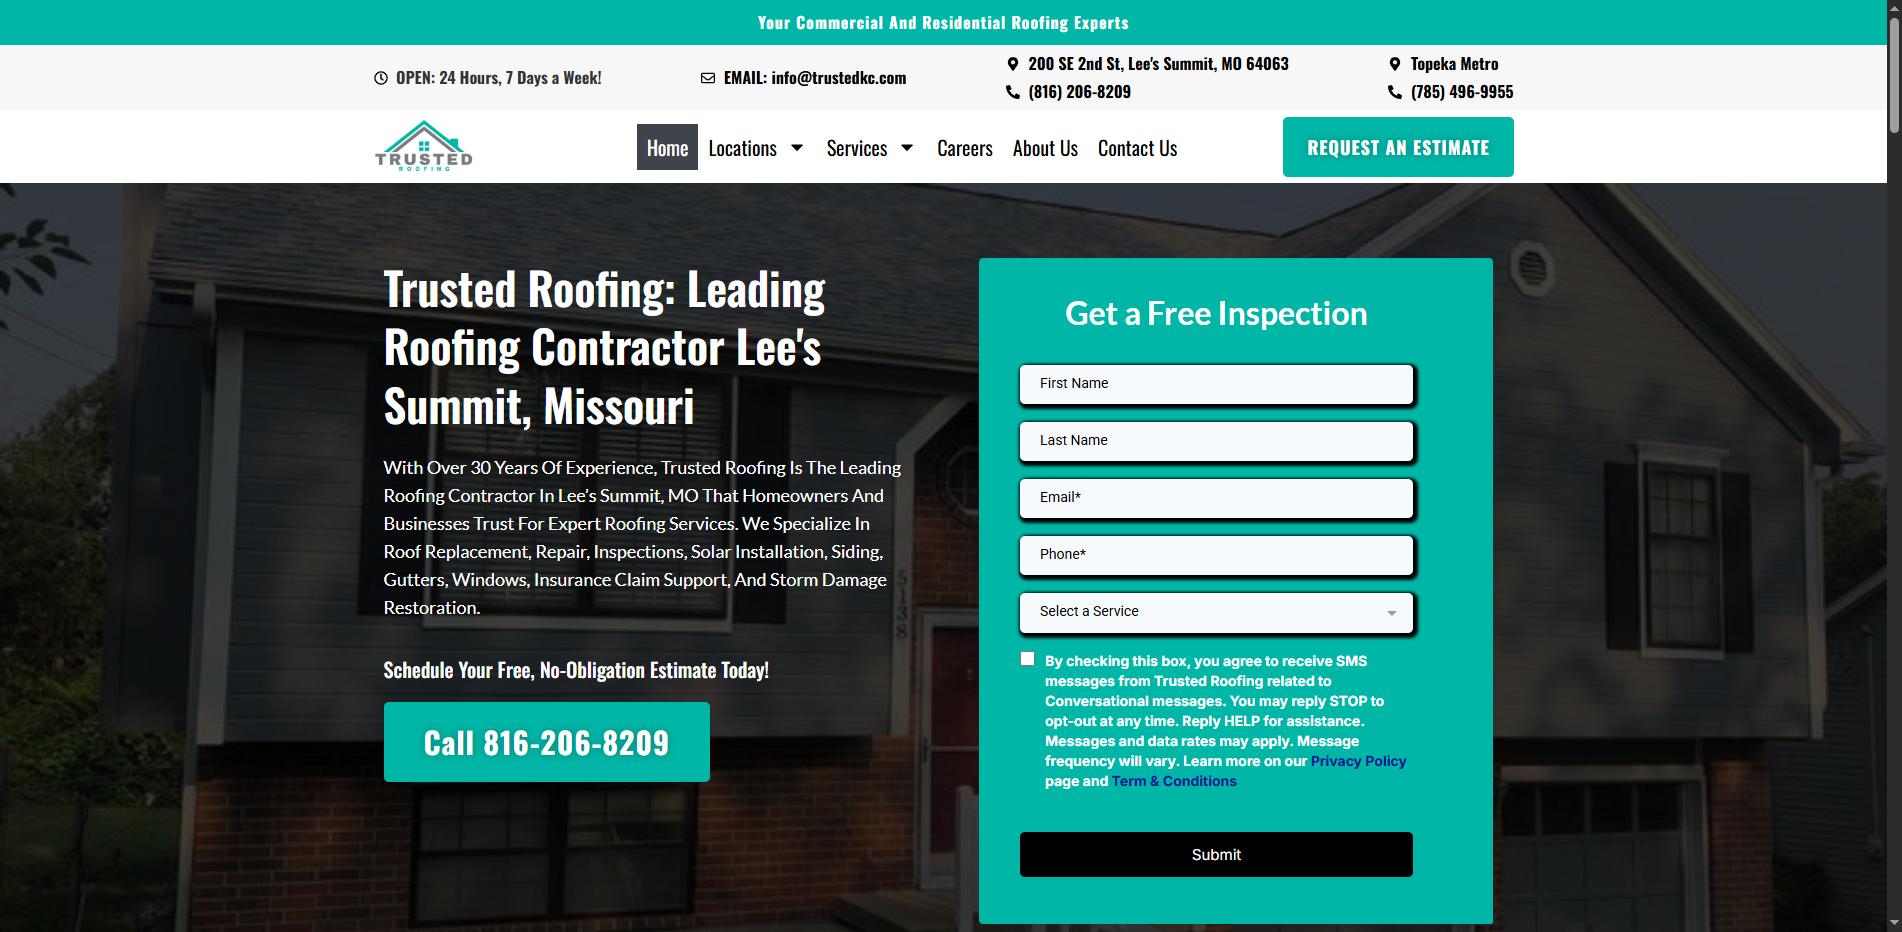 Your Commercial And Residential Roofing Experts
OPEN: 24 Hours, 7 Days a Week!
EMAIL: info@trustedkc.com
200 SE 2nd St, Lee's Summit, MO 64063
(816) 206-8209
Topeka Metro
(785) 496-9955
TRUSTED
ROOFING
Home
Locations
Services
Careers
About Us
Contact Us
REQUEST AN ESTIMATE
Trusted Roofing: Leading
Roofing Contractor Lee's
Summit, Missouri
With Over 30 Years Of Experience, Trusted Roofing Is The Leading
Roofing Contractor In Lee’s Summit, MO That Homeowners And
Businesses Trust For Expert Roofing Services. We Specialize In
Roof Replacement, Repair, Inspections, Solar Installation, Siding,
Gutters, Windows, Insurance Claim Support, And Storm Damage
Restoration.
Schedule Your Free, No-Obligation Estimate Today!
Call 816-206-8209
5138
Get a Free Inspection
First Name
Last Name
Email*
Phone*
Select a Service
By checking this box, you agree to receive SMS
messages from Trusted Roofing related to
Conversational messages. You may reply STOP to
opt-out at any time. Reply HELP for assistance.
Messages and data rates may apply. Message
frequency will vary. Learn more on our Privacy Policy
page and Term & Conditions
Submit